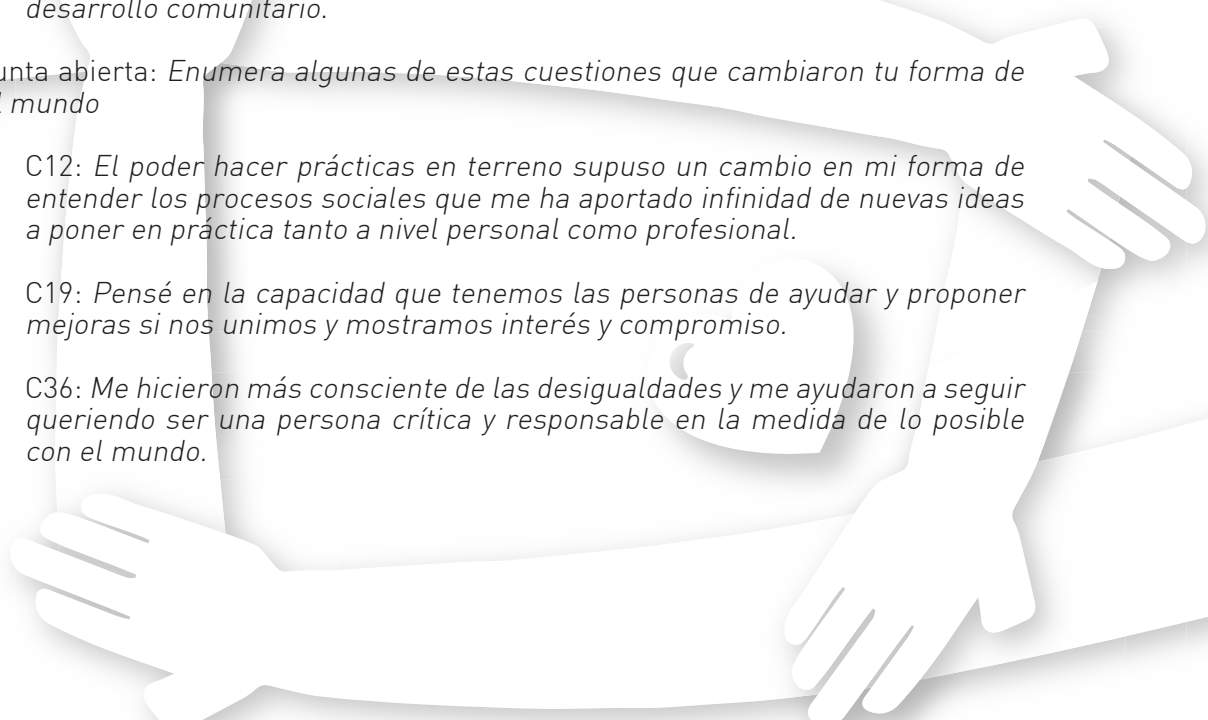 desarrollo comunitario.
unta abierta: Enumera algunas de estas cuestiones que cambiaron tu forma de
mundo
C12: El poder hacer prácticas en terreno supuso un cambio en mi forma de
entender los procesos sociales que me ha aportado infinidad de nuevas ideas
a poner en práctica tanto a nivel personal como profesional.
C19: Pensé en la capacidad que tenemos las personas de ayudar y proponer
mejoras si nos unimos y mostramos interés y compromiso.
C36: Me hicieron más consciente de las desigualdades y me ayudaron a seguir
queriendo ser una persona crítica y responsable en la medida de lo posible
con el mundo.